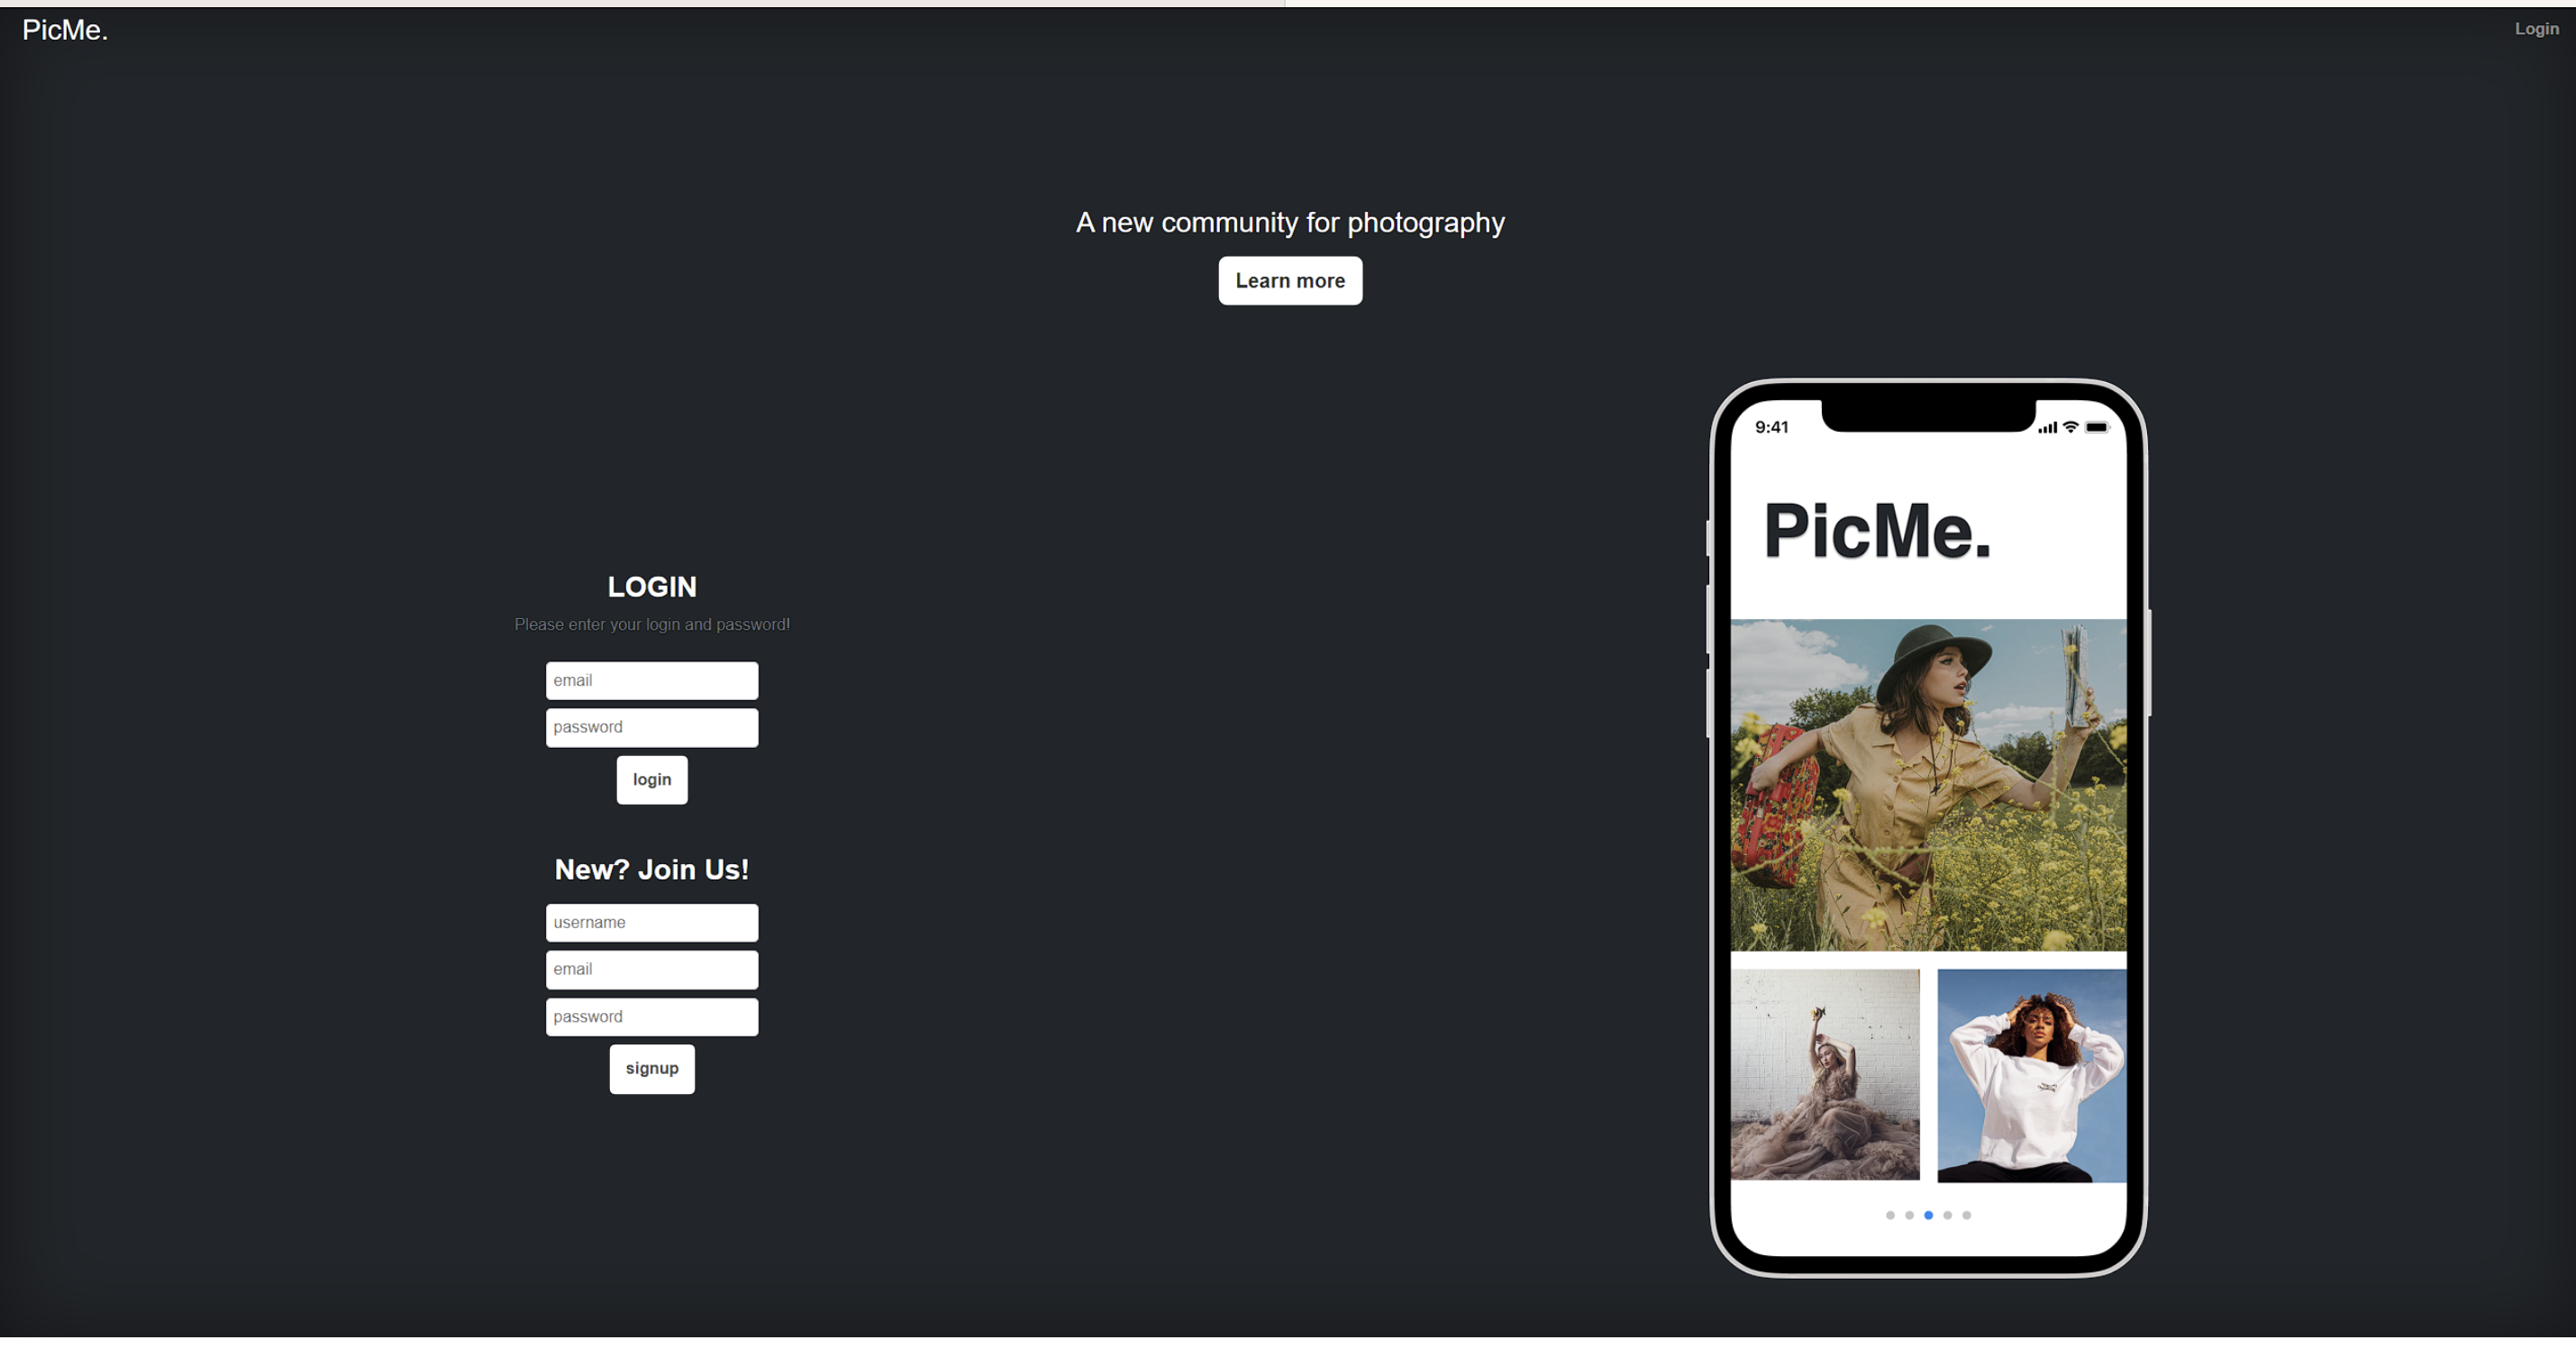 PicMe.
Login
A new community for photography
Learn more
LOGIN
Please enter your login and password!
email
password
login
New? Join Us!
username
email
password
signup
9:41
PicMe.